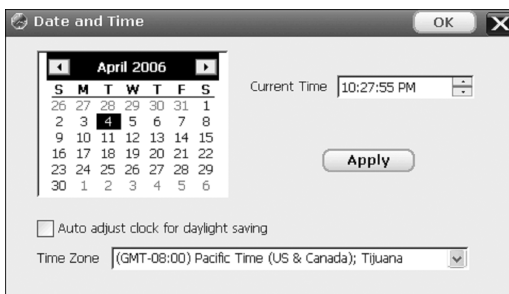 Date and Time
OK
April 2006
S M T W T F S
26 27 28 29 30 31 1
2 3 4 5 6 7 8
9 10 11 12 13 14 15
16 17 18 19 20 21 22
23 24 25 26 27 28 29
30 1 2 3 4 5 6
Current Time 10:27:55 PM
Apply
Auto adjust clock for daylight saving
Time Zone (GMT-08:00) Pacific Time (US & Canada); Tijuana